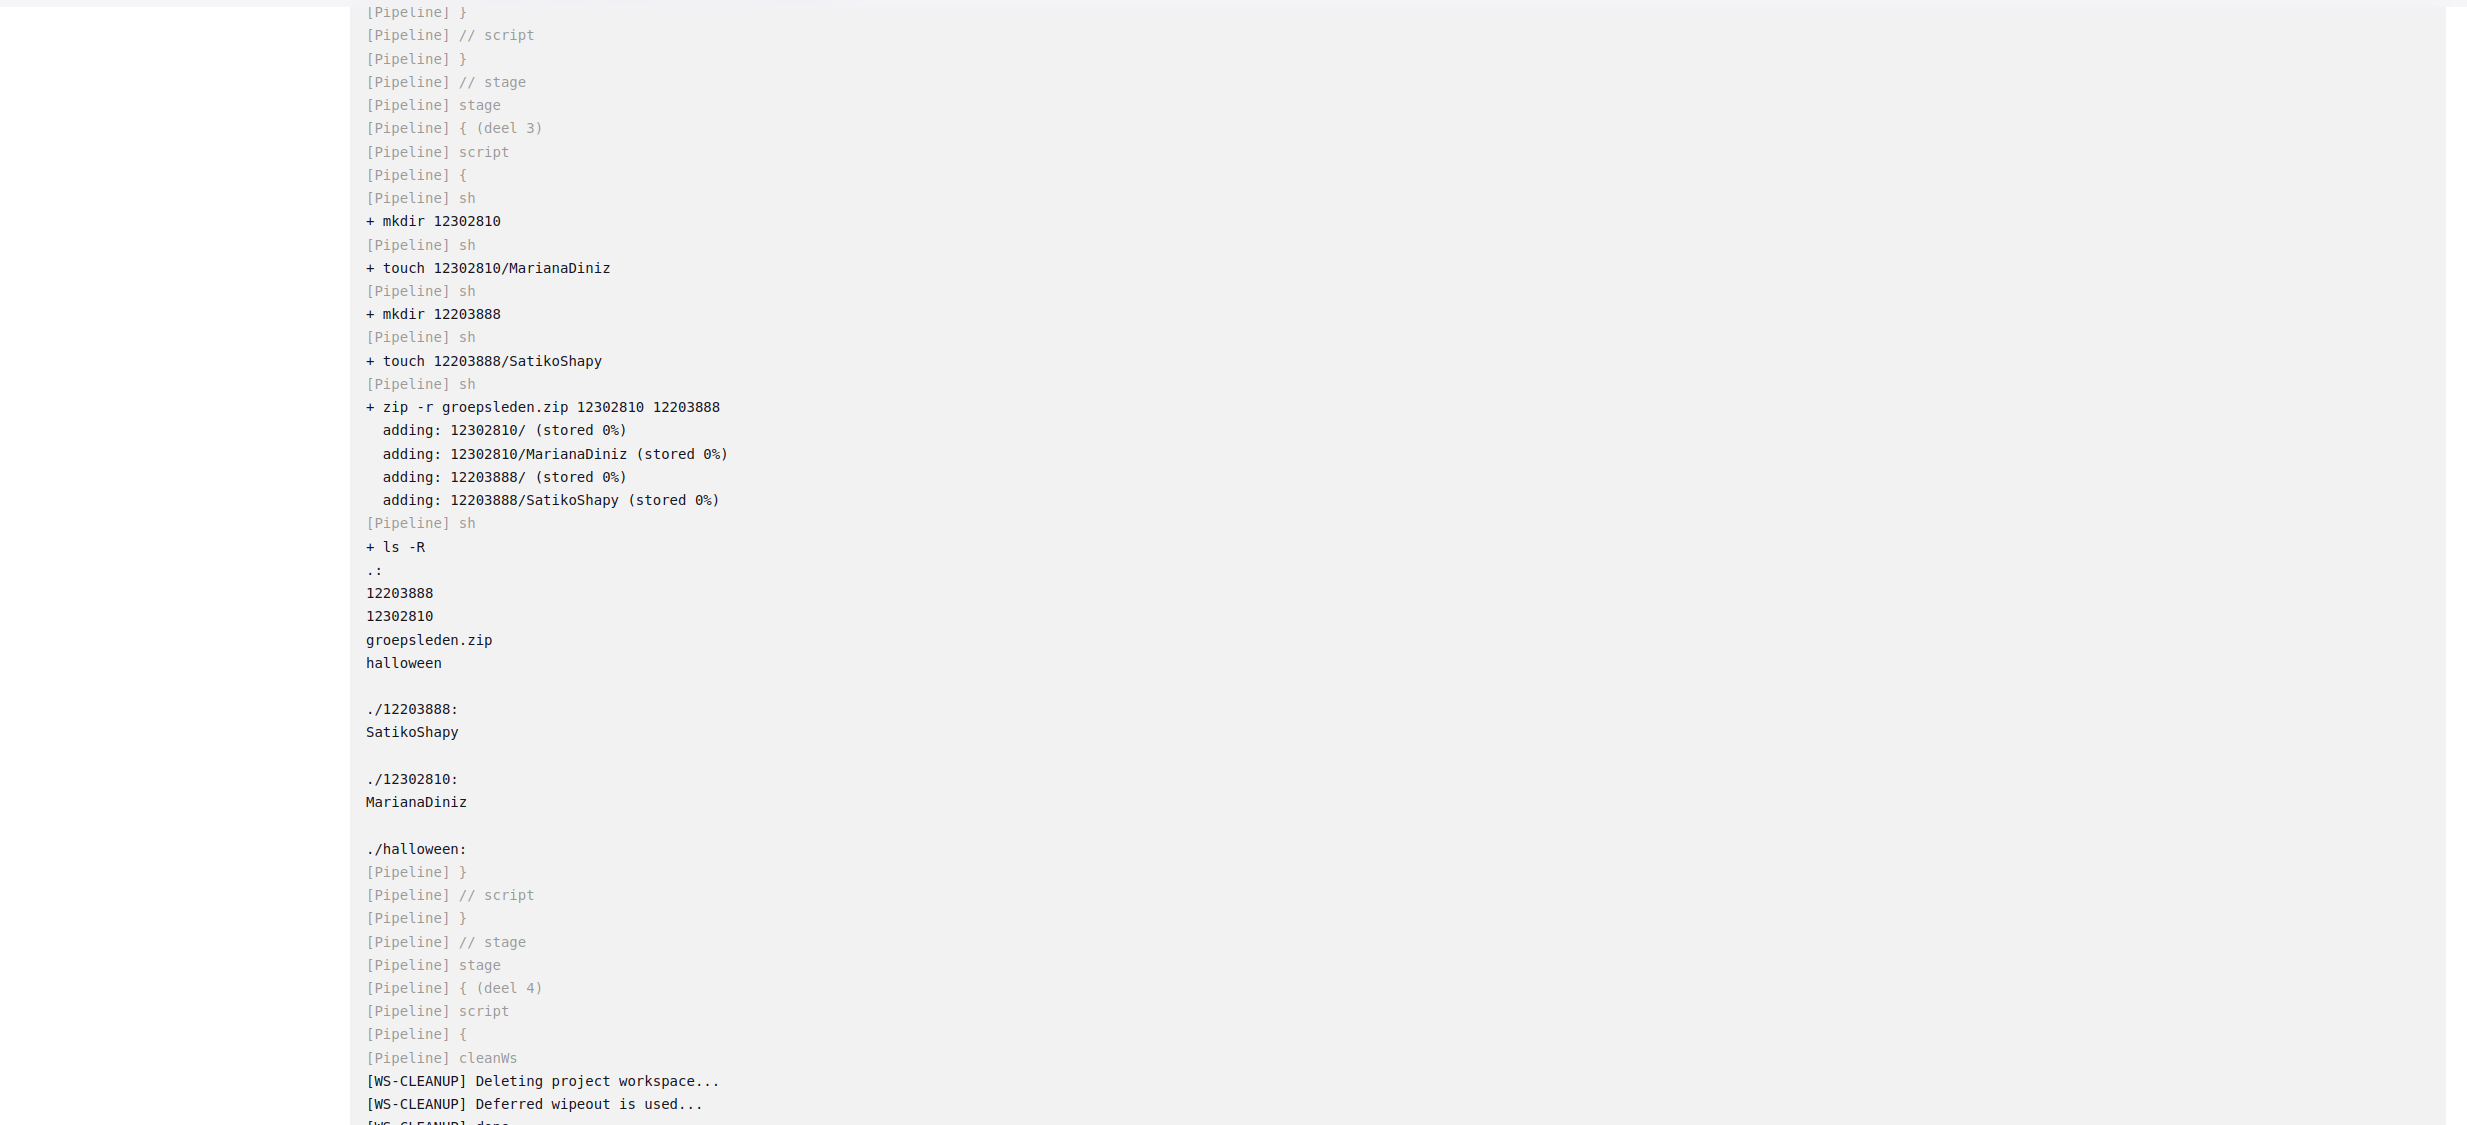 [Pipeline] }
[Pipeline] // script
[Pipeline] }
[Pipeline] // stage
[Pipeline] stage
[Pipeline] { (deel 3)
[Pipeline] script
[Pipeline] {
[Pipeline] sh
+ mkdir 12302810
[Pipeline] sh
+ touch 12302810/MarianaDiniz
[Pipeline] sh
+ mkdir 12203888
[Pipeline] sh
+ touch 12203888/SatikoShapy
[Pipeline] sh
+ zip -r groepsleden.zip 12302810 12203888
  adding: 12302810/ (stored 0%)
  adding: 12302810/MarianaDiniz (stored 0%)
  adding: 12203888/ (stored 0%)
  adding: 12203888/SatikoShapy (stored 0%)
[Pipeline] sh
+ ls -R
.:
12203888
12302810
groepsleden.zip
halloween

./12203888:
SatikoShapy

./12302810:
MarianaDiniz

./halloween:
[Pipeline] }
[Pipeline] // script
[Pipeline] }
[Pipeline] // stage
[Pipeline] stage
[Pipeline] { (deel 4)
[Pipeline] script
[Pipeline] {
[Pipeline] cleanWs
[WS-CLEANUP] Deleting project workspace...
[WS-CLEANUP] Deferred wipeout is used...
[WS-CLEANUP] done